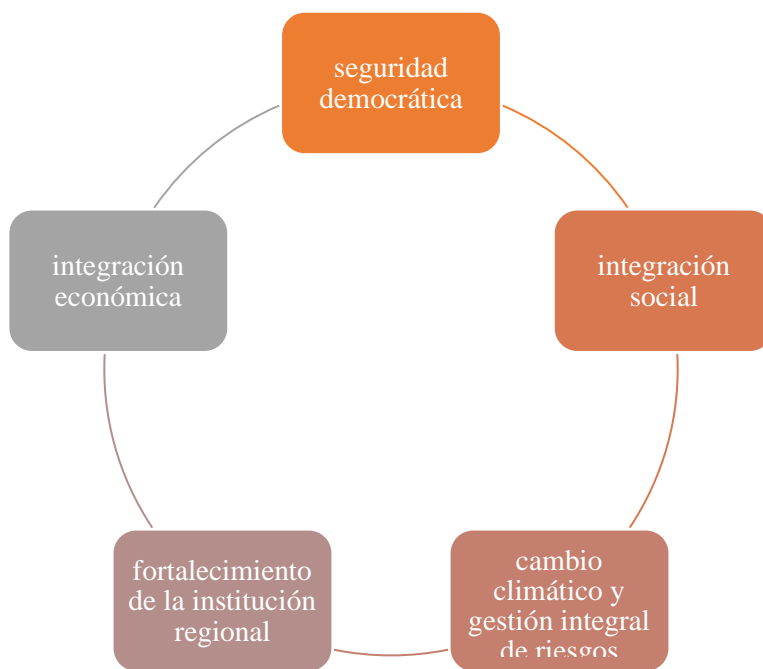 seguridad
democrática
integración
social
cambio
climático y
gestión integral
de riesgos
fortalecimiento
de la institución
regional
integración
económica